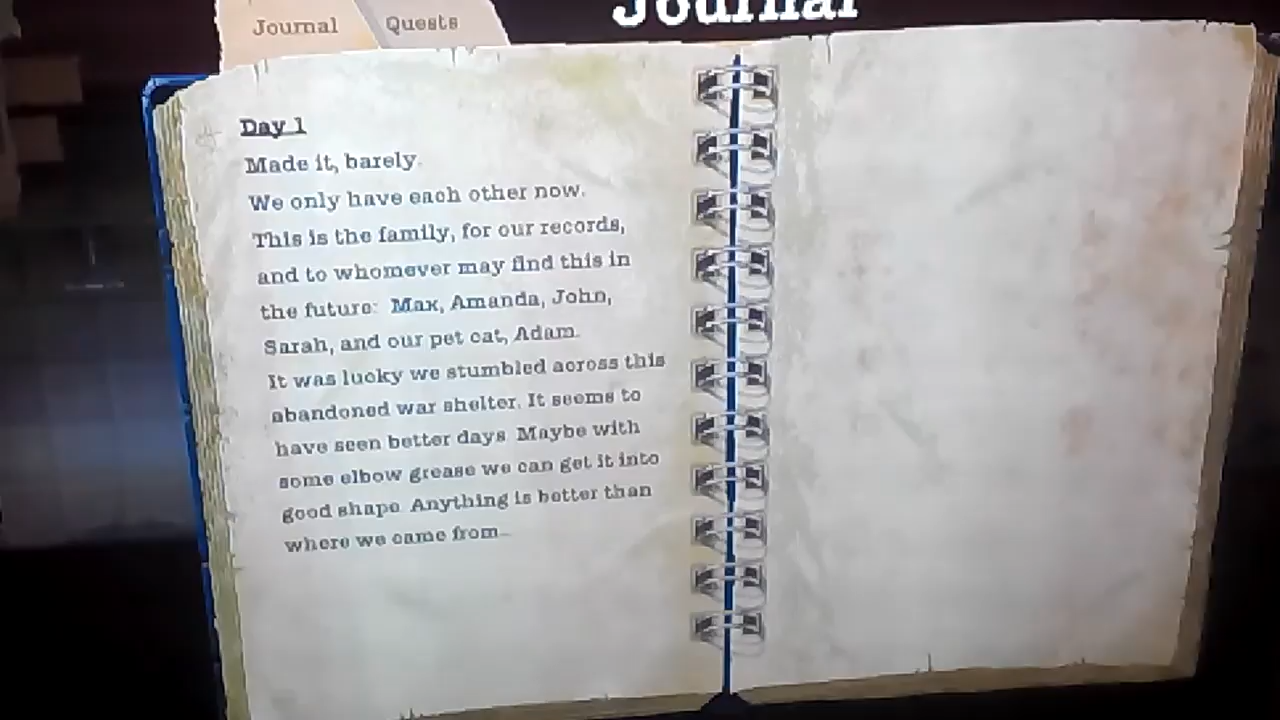 Journal
Quests
Journal
Day 1
Made it, barely.
We only have each other now.
This is the family, for our records,
and to whomever may find this in
the future: Max, Amanda, John,
Sarah, and our pet cat, Adam.
It was lucky we stumbled across this
abandoned war shelter. It seems to
have seen better days. Maybe with
some elbow grease we can get it into
good shape. Anything is better than
where we came from...